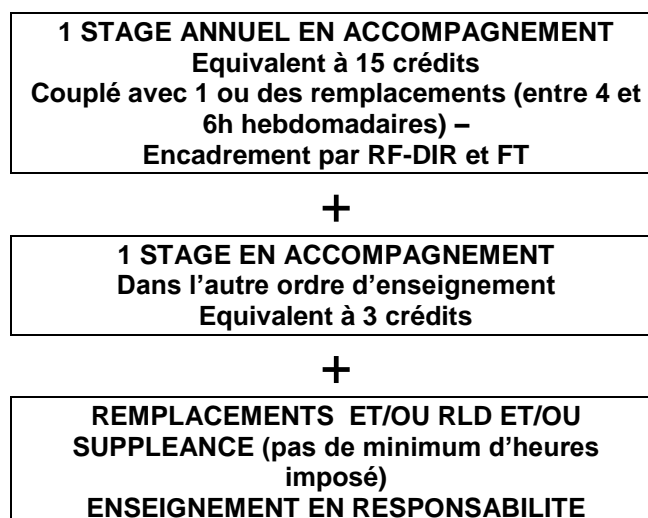 1 STAGE ANNUEL EN ACCOMPAGNEMENT
Equivalent à 15 crédits
Couplé avec 1 ou des remplacements (entre 4 et
6h hebdomadaires) –
Encadrement par RF-DIR et FT
+
1 STAGE EN ACCOMPAGNEMENT
Dans l'autre ordre d'enseignement
Equivalent à 3 crédits
+
REMPLACEMENTS ET/OU RLD ET/OU
SUPPLEANCE (pas de minimum d'heures
imposé)
ENSEIGNEMENT EN RESPONSABILITE